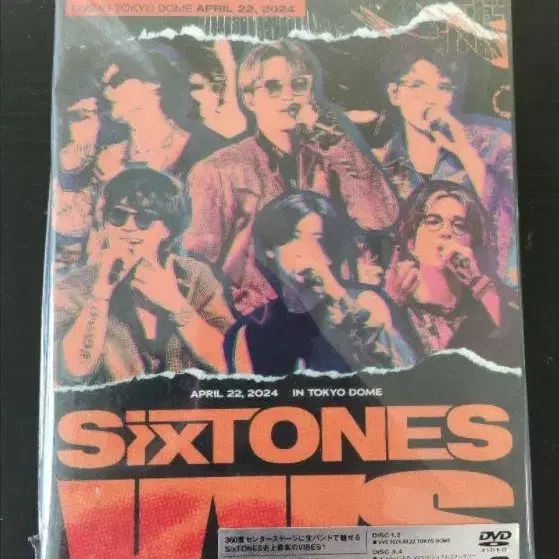 LIVE IN TOKYO DOME APRIL 22, 2024
APRIL 22, 2024 IN TOKYO DOME
SixTONES
VVS
360度センターステージに生バンドで魅せる
SixTONES史上最高のVIBES!
DISC 1,2
VVS 2024.04.22 TOKYO DOME
DISC 3,4
DVD
VIDEO